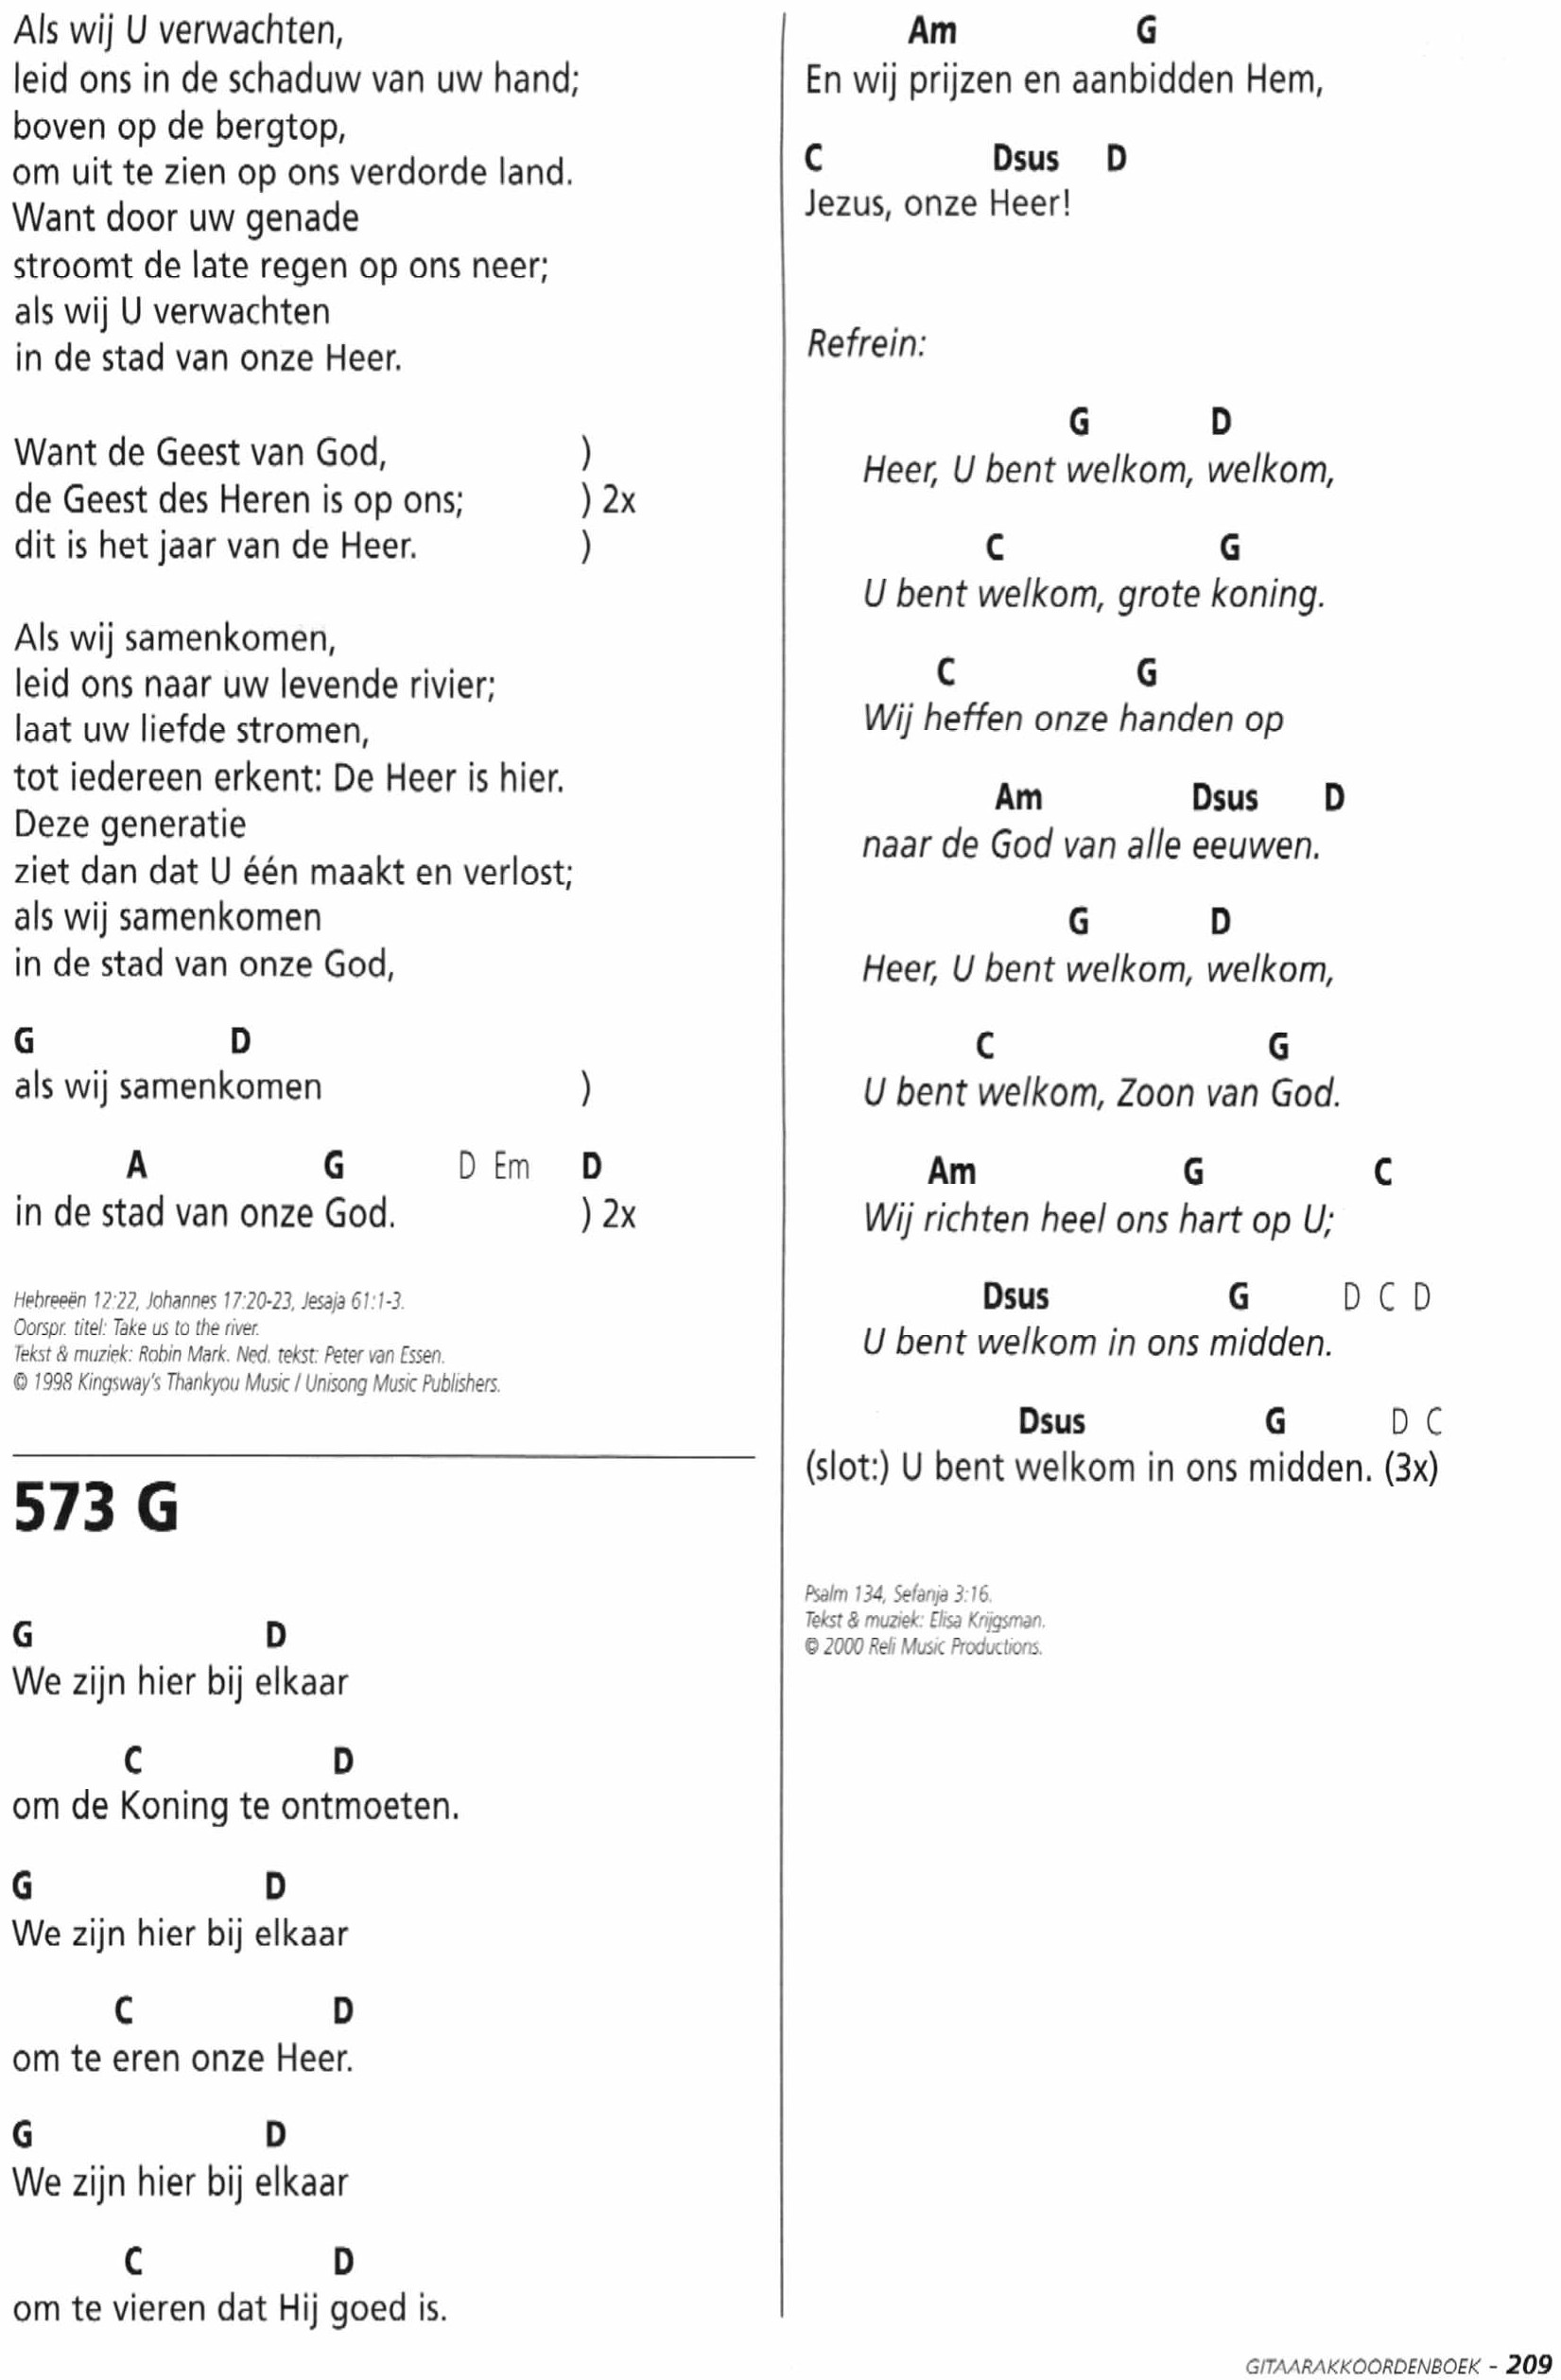 Als wij U verwachten,
leid ons in de schaduw van uw hand;
boven op de bergtop,
om uit te zien op ons verdorde land.
Want door uw genade
stroomt de late regen op ons neer;
als wij U verwachten
in de stad van onze Heer.
Want de Geest van God, )
de Geest des Heren is op ons; ) 2x
dit is het jaar van de Heer. )
Als wij samenkomen,
leid ons naar uw levende rivier;
laat uw liefde stromen,
tot iedereen erkent: De Heer is hier.
Deze generatie
ziet dan dat U één maakt en verlost;
als wij samenkomen
in de stad van onze God,
G D
als wij samenkomen )
A G D Em D
in de stad van onze God. ) 2x
Hebreeën 12:22, Johannes 17:20-23, Jesaja 61:1-3.
Oorspr. titel: Take us to the river.
Tekst & muziek: Robin Mark. Ned. tekst: Peter van Essen.
© 1998 Kingsway's Thankyou Music / Unisong Music Publishers.
573 G
G D
We zijn hier bij elkaar
C D
om de Koning te ontmoeten.
G D
We zijn hier bij elkaar
C D
om te eren onze Heer.
G D
We zijn hier bij elkaar
C D
om te vieren dat Hij goed is.
Am G
En wij prijzen en aanbidden Hem,
C Dsus D
Jezus, onze Heer!
Refrein:
G D
Heer, U bent welkom, welkom,
C G
U bent welkom, grote koning.
C G
Wij heffen onze handen op
Am Dsus D
naar de God van alle eeuwen.
G D
Heer, U bent welkom, welkom,
C G
U bent welkom, Zoon van God.
Am G C
Wij richten heel ons hart op U;
Dsus G D C D
U bent welkom in ons midden.
Dsus G D C
(slot:) U bent welkom in ons midden. (3x)
Psalm 134, Sefanja 3:16.
Tekst & muziek: Elisa Krijgsman.
© 2000 Reli Music Productions.
GITAARAKKOORDENBOEK - 209